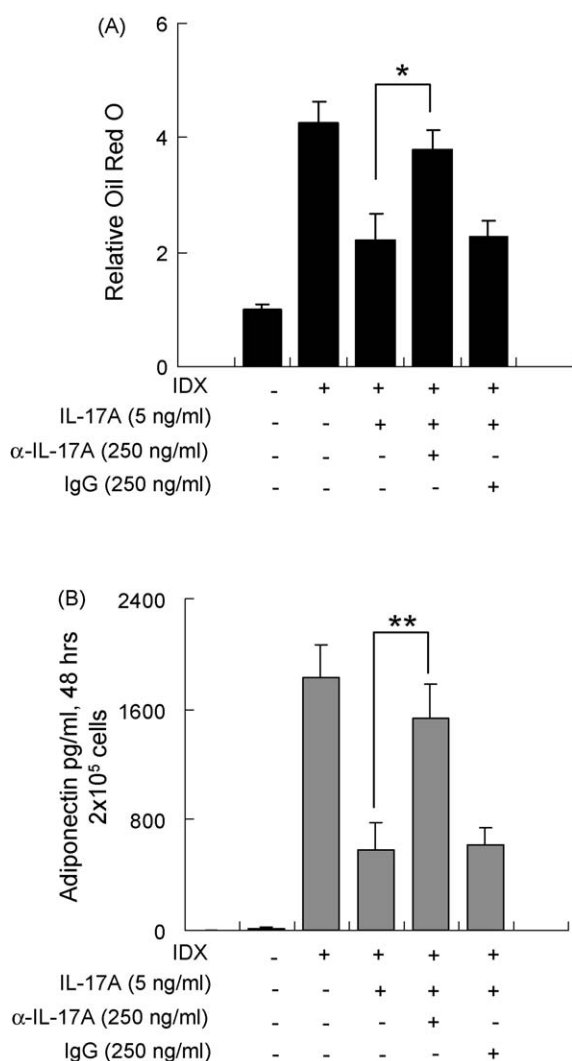 (A)
Relative Oil Red O
6
4
2
0
*
IDX - + + + +
IL-17A (5 ng/ml) - - + + +
α-IL-17A (250 ng/ml) - - - + -
IgG (250 ng/ml) - - - - +
(B)
Adiponectin pg/ml, 48 hrs
2x10⁵ cells
2400
1600
800
0
**
IDX - + + + +
IL-17A (5 ng/ml) - - + + +
α-IL-17A (250 ng/ml) - - - + -
IgG (250 ng/ml) - - - - +